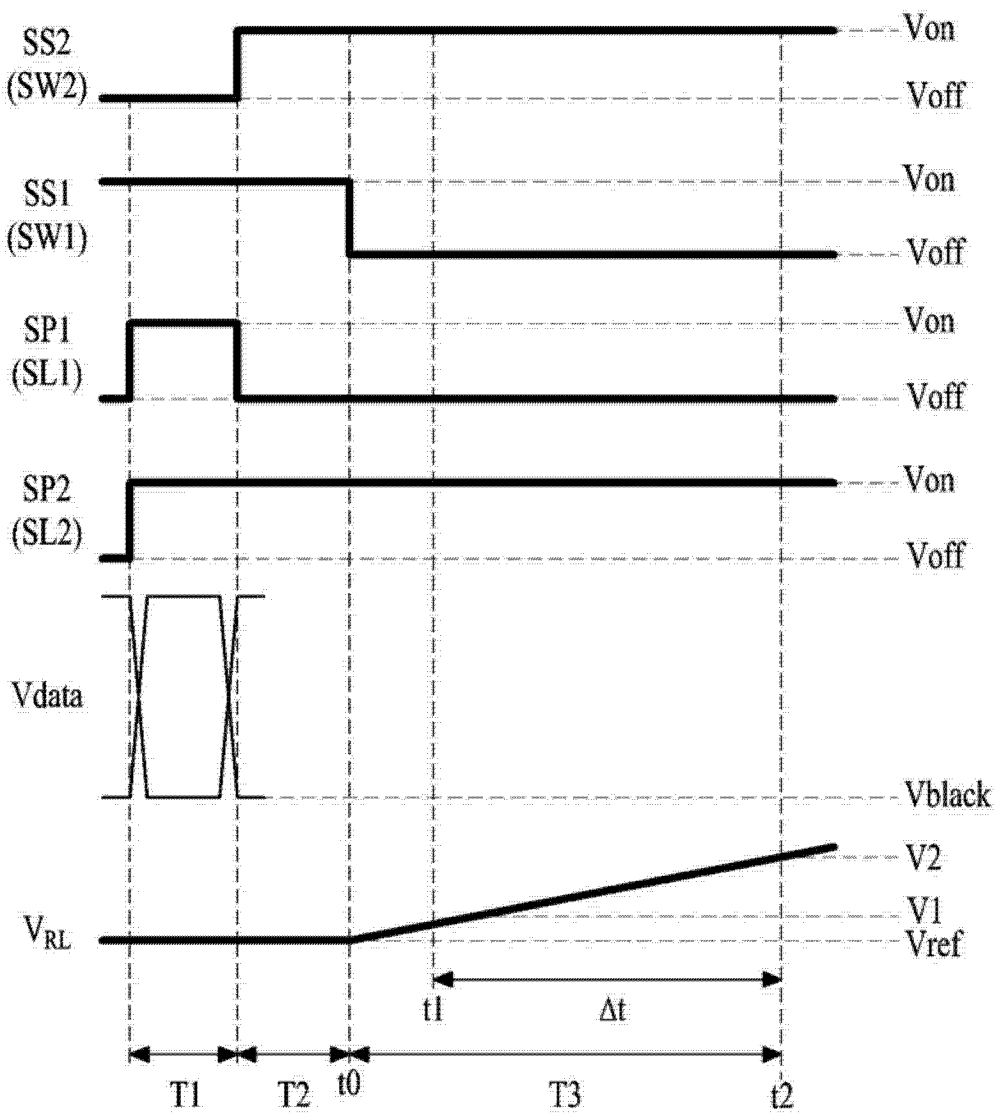 SS2
(SW2)
Von
Voff
SS1
(SW1)
Von
Voff
SP1
(SL1)
Von
Voff
SP2
(SL2)
Von
Voff
Vdata
Vblack
V2
V1
VRL
Vref
t1
Δt
T1
T2
t0
T3
t2